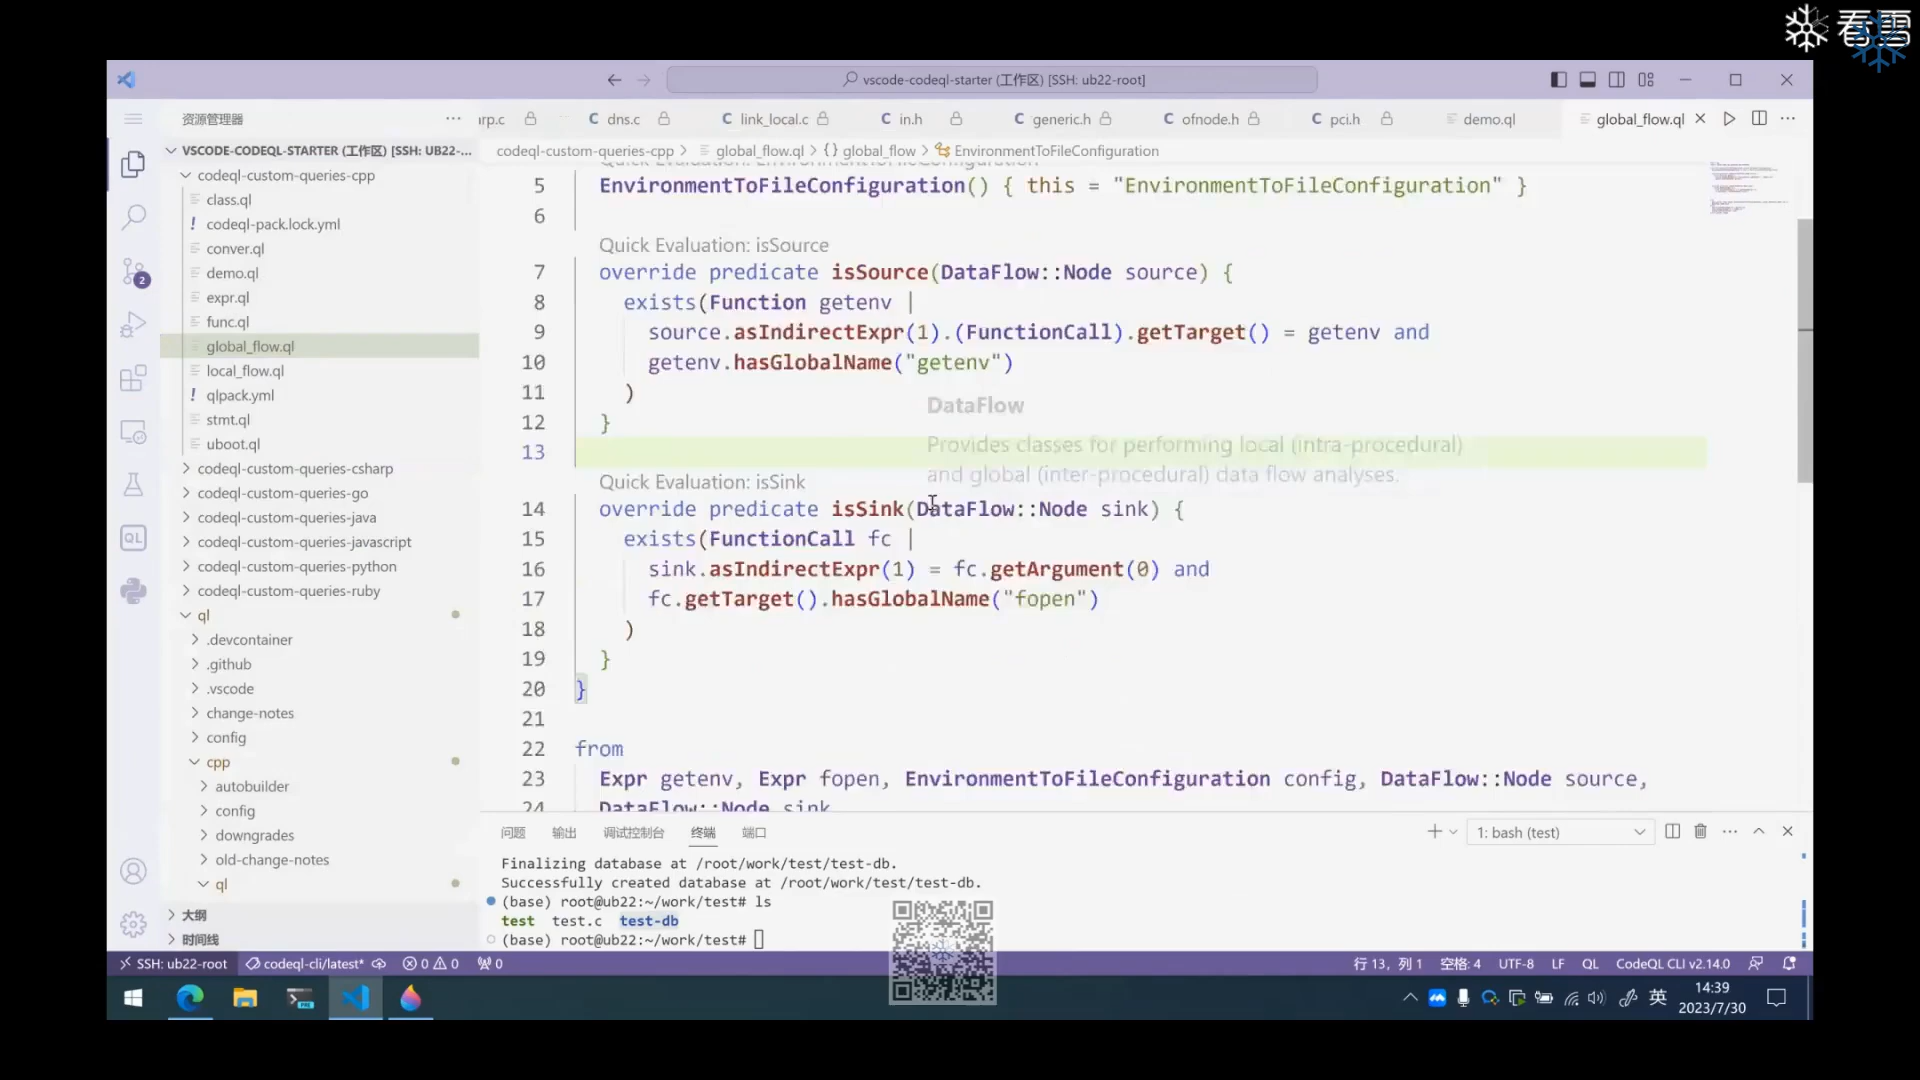 看雪
vscode-codeql-starter (工作区) [SSH: ub22-root]
资源管理器
arp.c
dns.c
link_local.c
in.h
generic.h
ofnode.h
pci.h
demo.ql
global_flow.ql
VSCODE-CODEQL-STARTER (工作区) [SSH: UB22-...
codeql-custom-queries-cpp > global_flow.ql > {} global_flow > EnvironmentToFileConfiguration
codeql-custom-queries-cpp
class.ql
! codeql-pack.lock.yml
conver.ql
demo.ql
expr.ql
func.ql
global_flow.ql
local_flow.ql
! qlpack.yml
stmt.ql
uboot.ql
codeql-custom-queries-csharp
codeql-custom-queries-go
codeql-custom-queries-java
codeql-custom-queries-javascript
codeql-custom-queries-python
codeql-custom-queries-ruby
ql
.devcontainer
.github
.vscode
change-notes
config
cpp
autobuilder
config
downgrades
old-change-notes
ql
大纲
时间线
2
QL
Quick Evaluation: EnvironmentToFileConfiguration
5 EnvironmentToFileConfiguration() { this = "EnvironmentToFileConfiguration" }
6
Quick Evaluation: isSource
7 override predicate isSource(DataFlow::Node source) {
8 exists(Function getenv |
9 source.asIndirectExpr(1).(FunctionCall).getTarget() = getenv and
10 getenv.hasGlobalName("getenv")
11 )
12 }
13
DataFlow
Provides classes for performing local (intra-procedural)
and global (inter-procedural) data flow analyses.
Quick Evaluation: isSink
14 override predicate isSink(DataFlow::Node sink) {
15 exists(FunctionCall fc |
16 sink.asIndirectExpr(1) = fc.getArgument(0) and
17 fc.getTarget().hasGlobalName("fopen")
18 )
19 }
20 }
21
22 from
23 Expr getenv, Expr fopen, EnvironmentToFileConfiguration config, DataFlow::Node source,
24 DataFlow::Node sink
问题 输出 调试控制台 终端 端口
1: bash (test)
Finalizing database at /root/work/test/test-db.
Successfully created database at /root/work/test/test-db.
(base) root@ub22:~/work/test# ls
test test.c test-db
(base) root@ub22:~/work/test#
SSH: ub22-root codeql-cli/latest* 0 0 0
行 13, 列 1 空格: 4 UTF-8 LF QL CodeQL CLI v2.14.0
英
14:39
2023/7/30